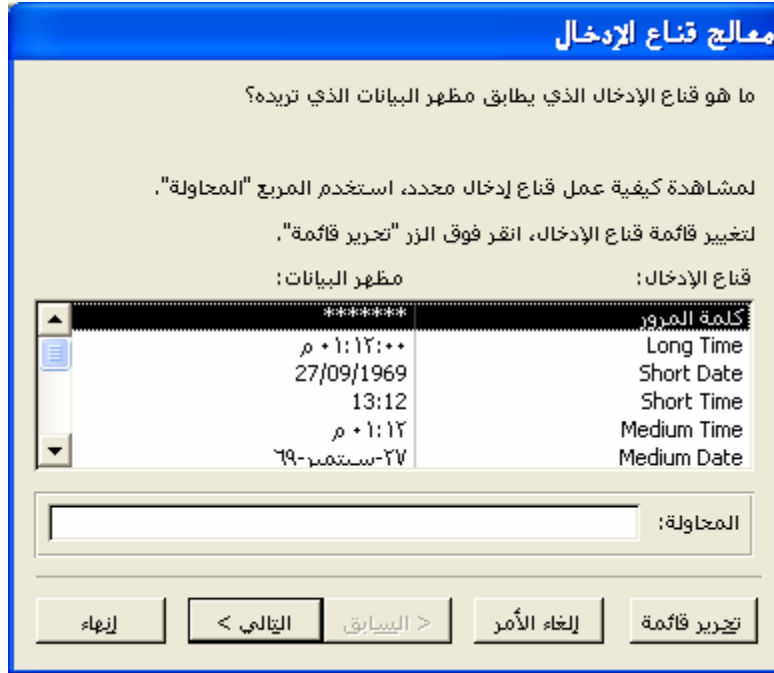 معالج قناع الإدخال
ما هو قناع الإدخال الذي يطابق مظهر البيانات الذي تريده؟
لمشاهدة كيفية عمل قناع إدخال محدد، استخدم المربع "المحاولة".
لتغيير قائمة قناع الإدخال، انقر فوق الزر "تحرير قائمة".
قناع الإدخال: مظهر البيانات:
كلمة المرور *******
Long Time ٠١:١٢:٠٠ م
Short Date 27/09/1969
Short Time 13:12
Medium Time ٠١:١٢ م
Medium Date ٢٧-سبتمبر-٦٩
المحاولة:
تحرير قائمة إلغاء الأمر < السابق التالي > إنهاء